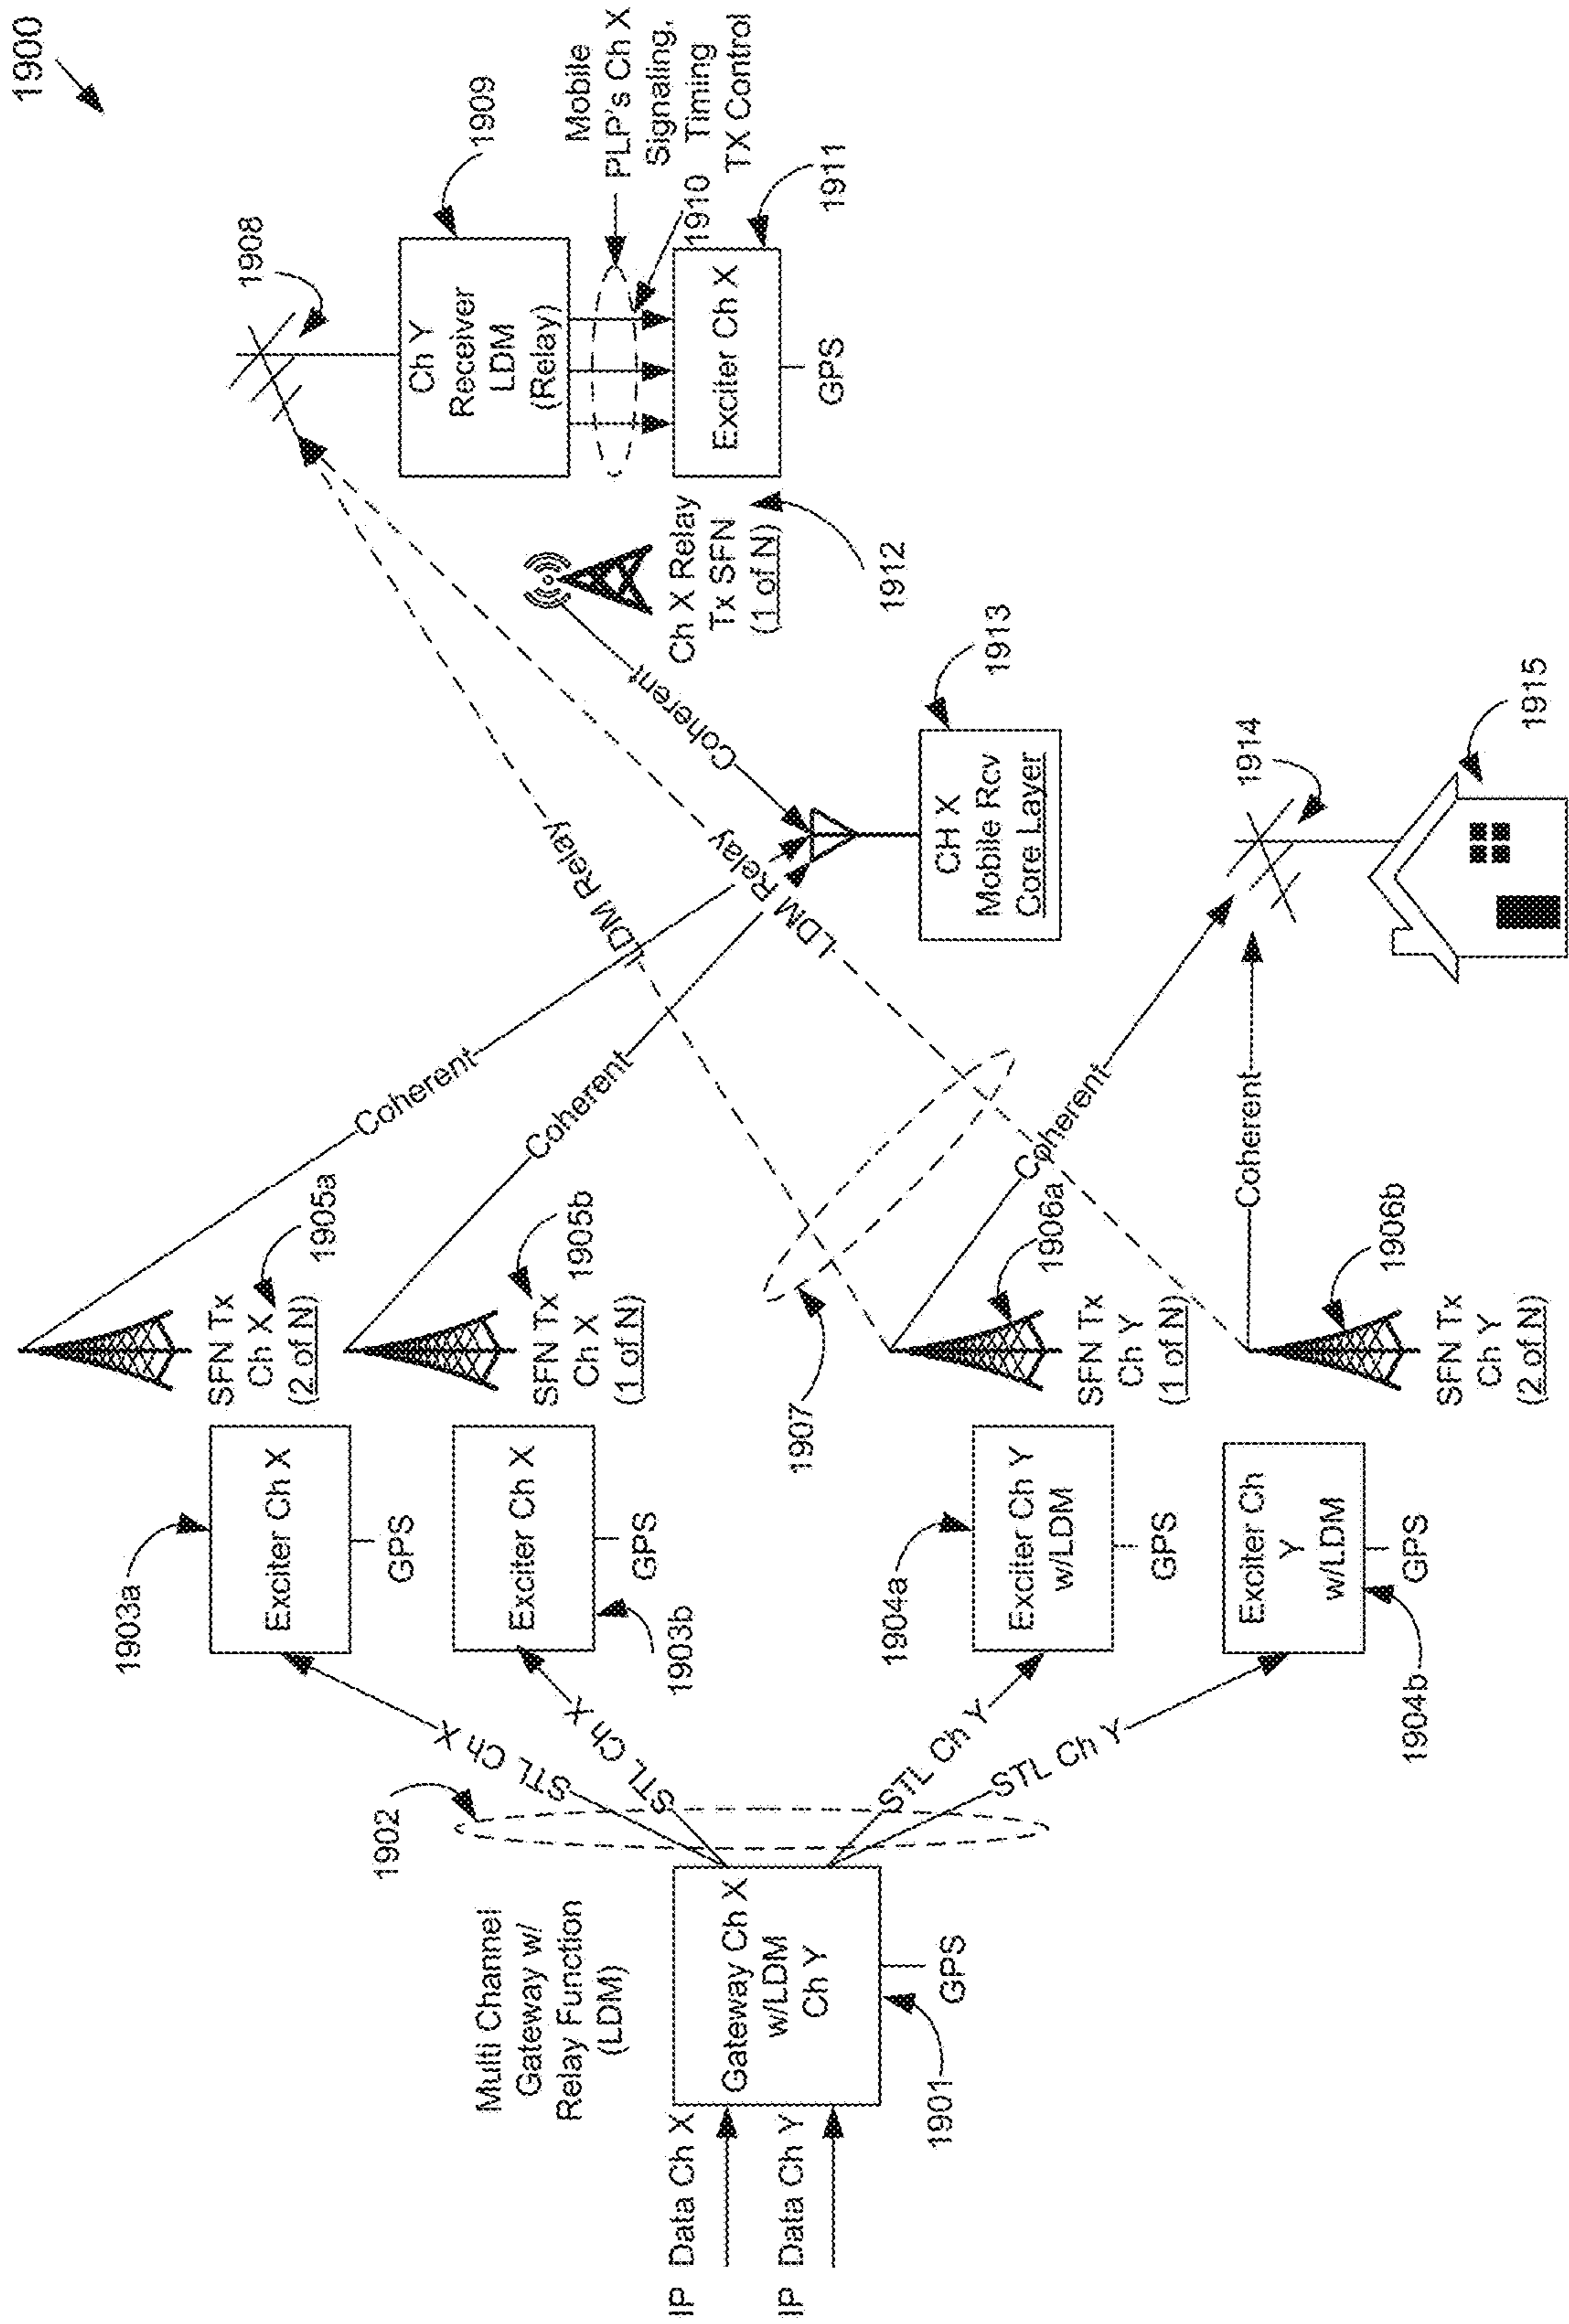 1900
Multi Channel
Gateway w/
Relay Function
(LDM)
IP Data Ch X
IP Data Ch Y
Gateway Ch X
w/LDM
Ch Y
GPS
1901
1902
STL Ch X
STL Ch X
STL Ch Y
STL Ch Y
1903a
Exciter Ch X
GPS
Exciter Ch X
GPS
1903b
1904a
Exciter Ch Y
w/LDM
GPS
Exciter Ch
Y
w/LDM
GPS
1904b
SFN Tx
Ch X
(2 of N)
1905a
SFN Tx
Ch X
(1 of N)
1905b
SFN Tx
Ch Y
(1 of N)
1906a
SFN Tx
Ch Y
(2 of N)
1906b
1907
Coherent
Coherent
Coherent
Coherent
LDM Relay
LDM Relay
Coherent
1908
Ch Y
Receiver
LDM
(Relay)
1909
Mobile
PLP's Ch X
Signaling,
Timing
TX Control
1910
Exciter Ch X
GPS
1911
Ch X Relay
Tx SFN
(1 of N)
1912
CH X
Mobile Rcv
Core Layer
1913
1914
1915